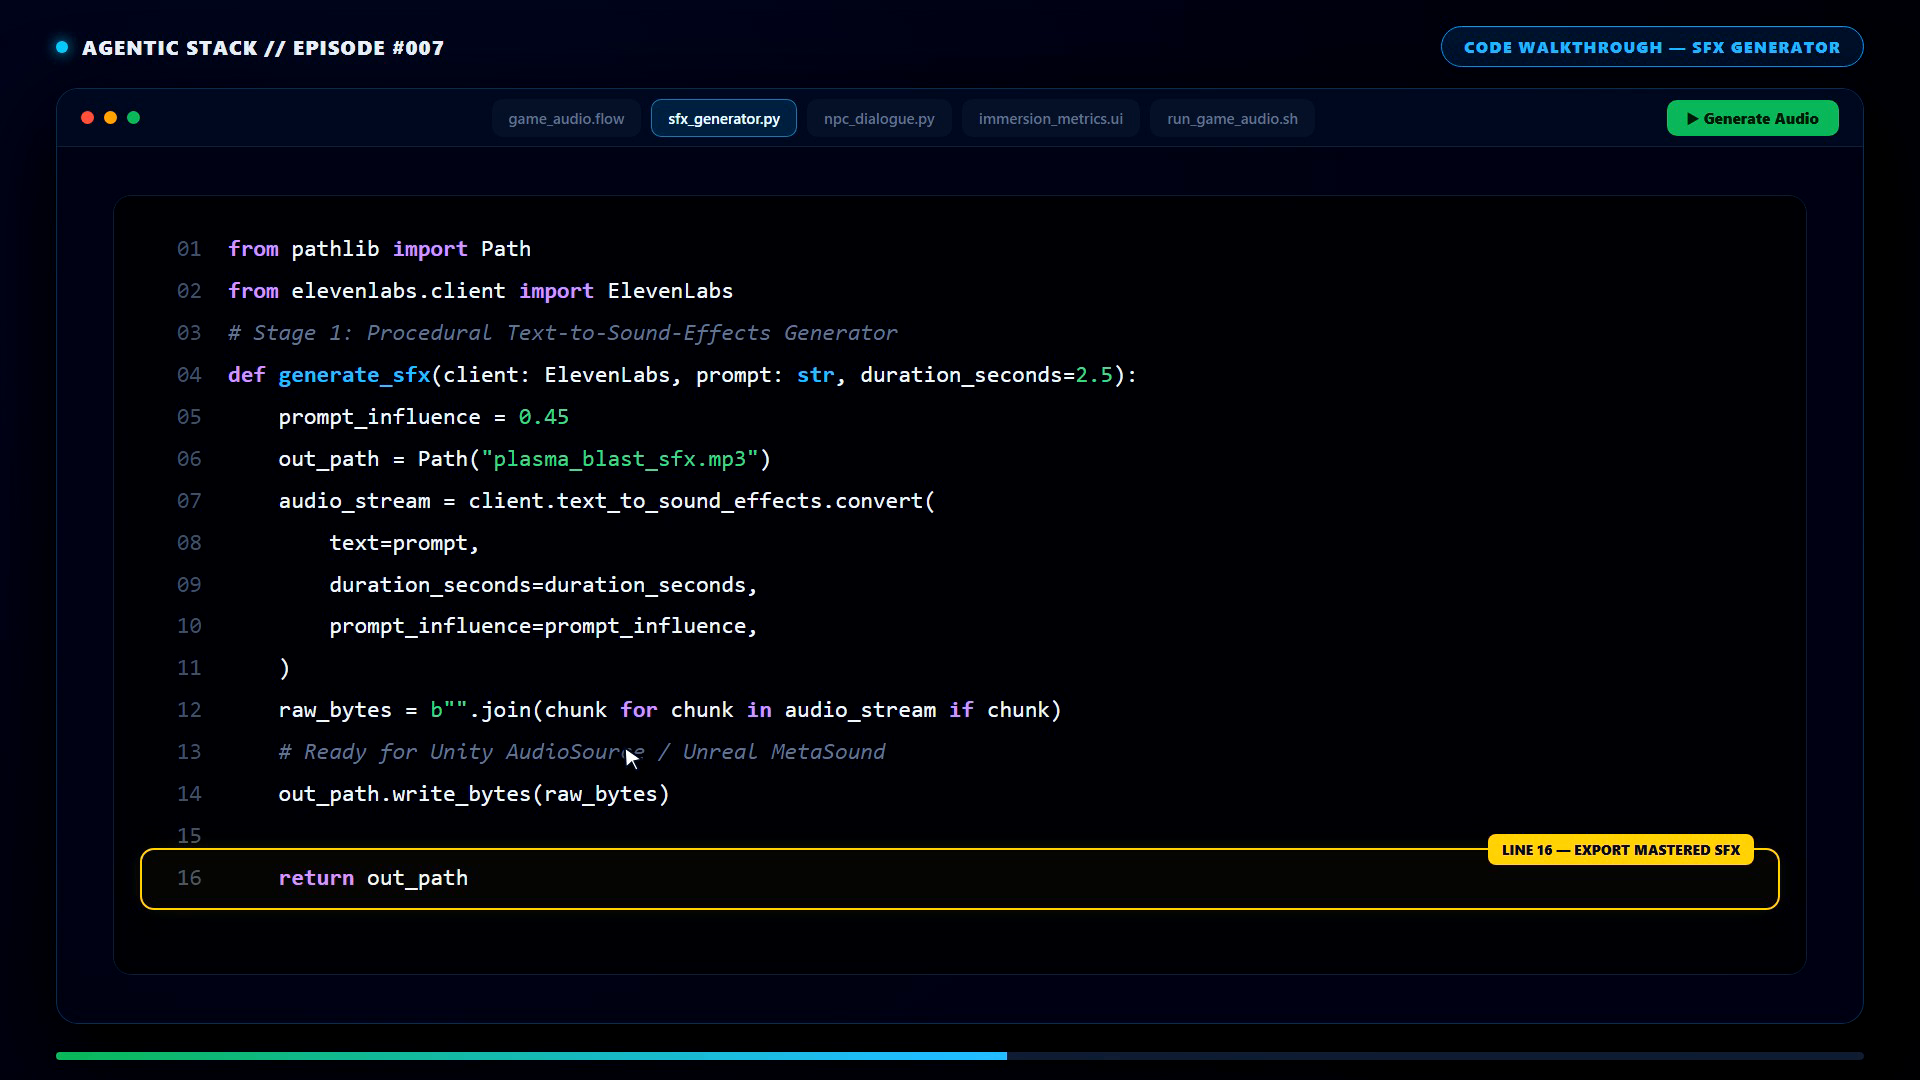 AGENTIC STACK // EPISODE #007
CODE WALKTHROUGH — SFX GENERATOR
game_audio.flow
sfx_generator.py
npc_dialogue.py
immersion_metrics.ui
run_game_audio.sh
▶ Generate Audio
01 from pathlib import Path
02 from elevenlabs.client import ElevenLabs
03 # Stage 1: Procedural Text-to-Sound-Effects Generator
04 def generate_sfx(client: ElevenLabs, prompt: str, duration_seconds=2.5):
05     prompt_influence = 0.45
06     out_path = Path("plasma_blast_sfx.mp3")
07     audio_stream = client.text_to_sound_effects.convert(
08         text=prompt,
09         duration_seconds=duration_seconds,
10         prompt_influence=prompt_influence,
11     )
12     raw_bytes = b"".join(chunk for chunk in audio_stream if chunk)
13     # Ready for Unity AudioSource / Unreal MetaSound
14     out_path.write_bytes(raw_bytes)
15
LINE 16 — EXPORT MASTERED SFX
16     return out_path